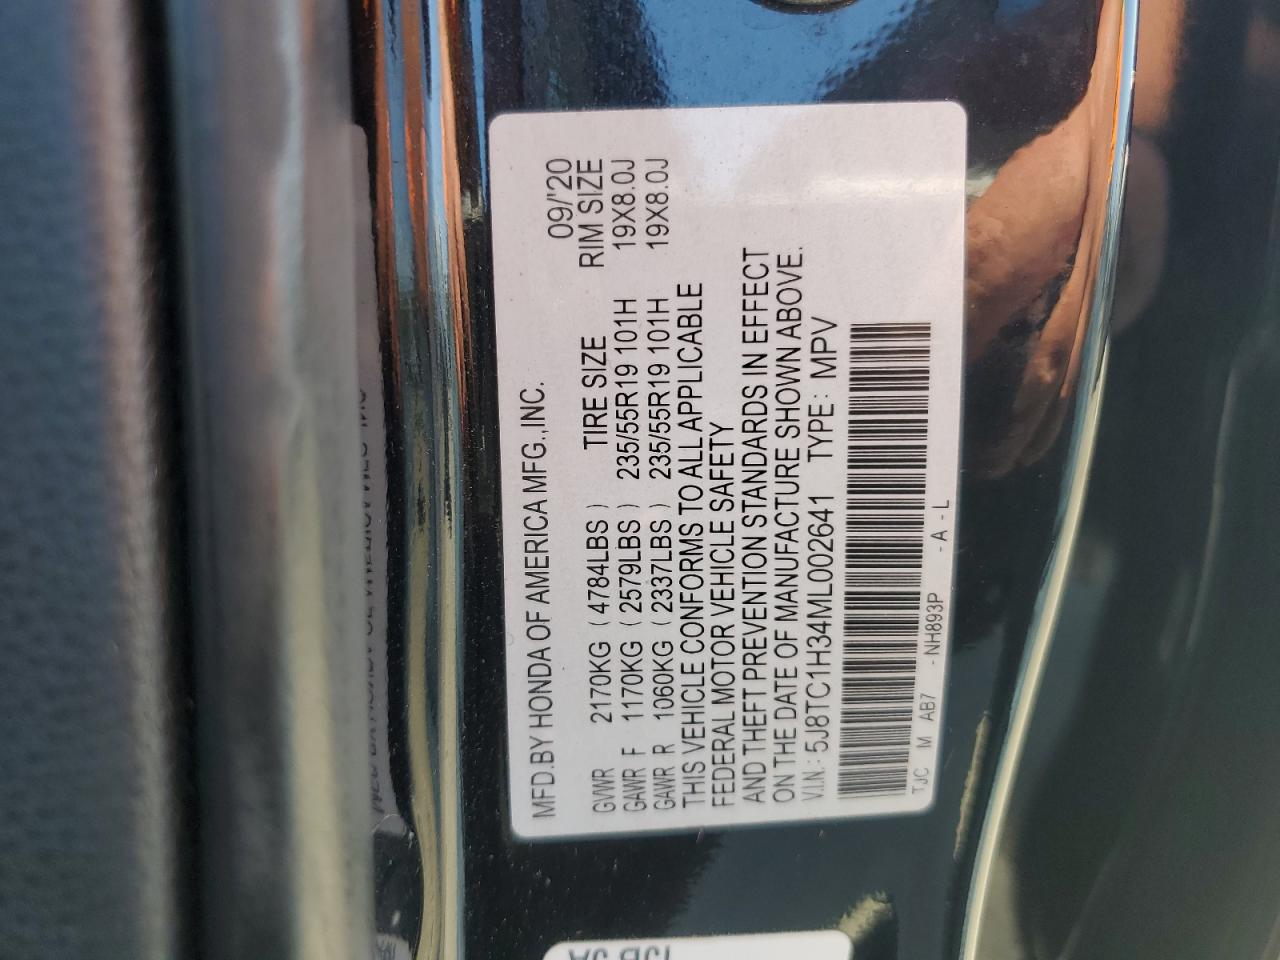 MFD.BY HONDA OF AMERICA MFG.,INC. 09/'20
TIRE SIZE RIM SIZE
GVWR 2170KG ( 4784LBS )
GAWR F 1170KG ( 2579LBS ) 235/55R19 101H 19X8.0J
GAWR R 1060KG ( 2337LBS ) 235/55R19 101H 19X8.0J
THIS VEHICLE CONFORMS TO ALL APPLICABLE
FEDERAL MOTOR VEHICLE SAFETY
AND THEFT PREVENTION STANDARDS IN EFFECT
ON THE DATE OF MANUFACTURE SHOWN ABOVE.
V.I.N.: 5J8TC1H34ML002641 TYPE: MPV
TJC M AB7 - NH893P - A - L